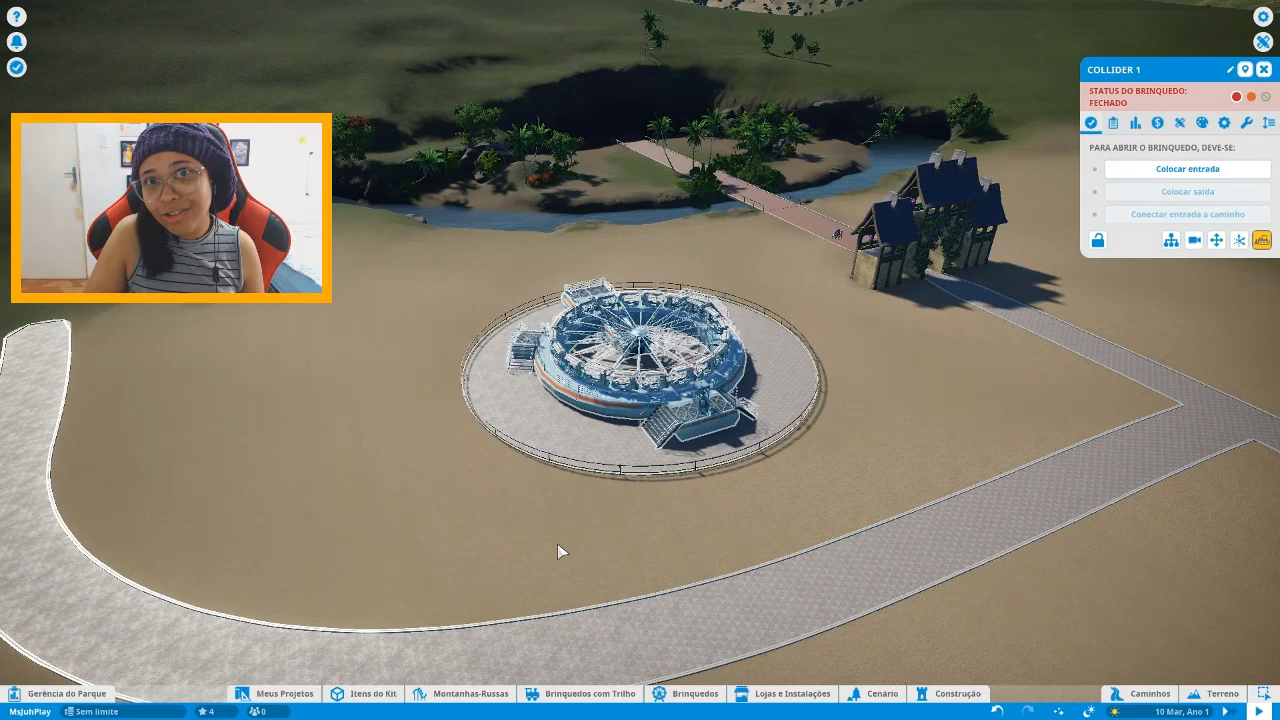 COLLIDER 1
STATUS DO BRINQUEDO:
FECHADO
PARA ABRIR O BRINQUEDO, DEVE-SE:
Colocar entrada
Colocar saída
Conectar entrada a caminho
Gerência do Parque
Meus Projetos
Itens do Kit
Montanhas-Russas
Brinquedos com Trilho
Brinquedos
Lojas e Instalações
Cenário
Construção
Caminhos
Terreno
MsJuhPlay
Sem limite
4
0
10 Mar, Ano 1